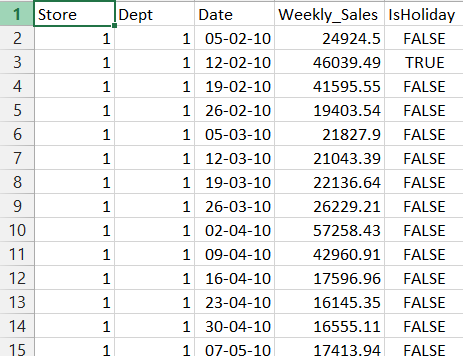 1 Store Dept Date Weekly_Sales IsHoliday
2 1 1 05-02-10 24924.5 FALSE
3 1 1 12-02-10 46039.49 TRUE
4 1 1 19-02-10 41595.55 FALSE
5 1 1 26-02-10 19403.54 FALSE
6 1 1 05-03-10 21827.9 FALSE
7 1 1 12-03-10 21043.39 FALSE
8 1 1 19-03-10 22136.64 FALSE
9 1 1 26-03-10 26229.21 FALSE
10 1 1 02-04-10 57258.43 FALSE
11 1 1 09-04-10 42960.91 FALSE
12 1 1 16-04-10 17596.96 FALSE
13 1 1 23-04-10 16145.35 FALSE
14 1 1 30-04-10 16555.11 FALSE
15 1 1 07-05-10 17413.94 FALSE